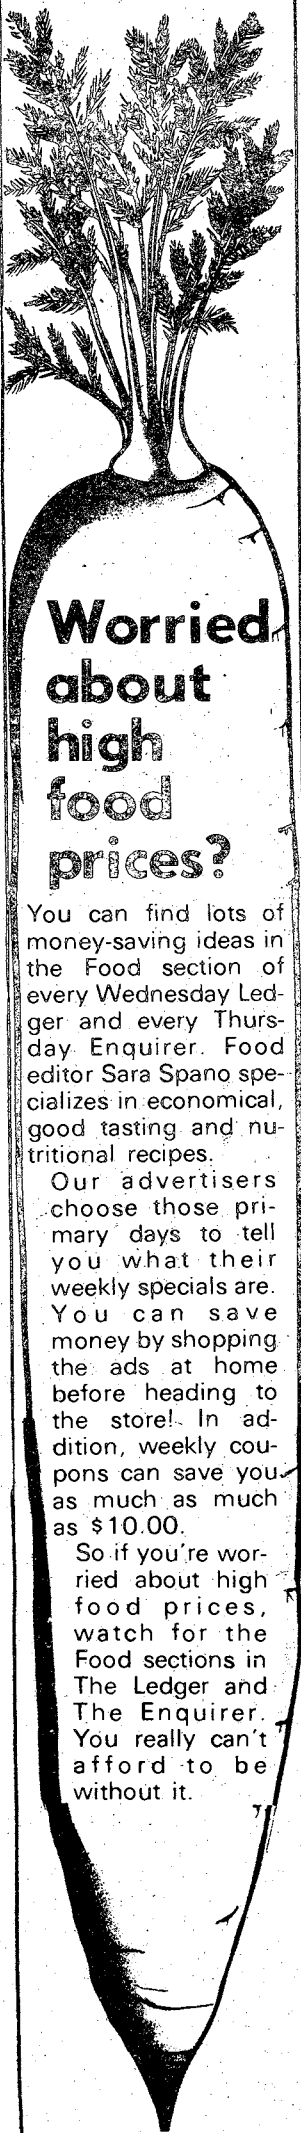 Worried
about
high
food
prices?
You can find lots of
money-saving ideas in
the Food section of
every Wednesday Led-
ger and every Thurs-
day Enquirer. Food
editor Sara Spano spe-
cializes in economical,
good tasting and nu-
tritional recipes.
Our advertisers
choose those pri-
mary days to tell
you what their
weekly specials are.
You can save
money by shopping
the ads at home
before heading to
the store! In ad-
dition, weekly cou-
pons can save you
as much as much
as $10.00.
So if you're wor-
ried about high
food prices,
watch for the
Food sections in
The Ledger and
The Enquirer.
You really can't
afford to be
without it.